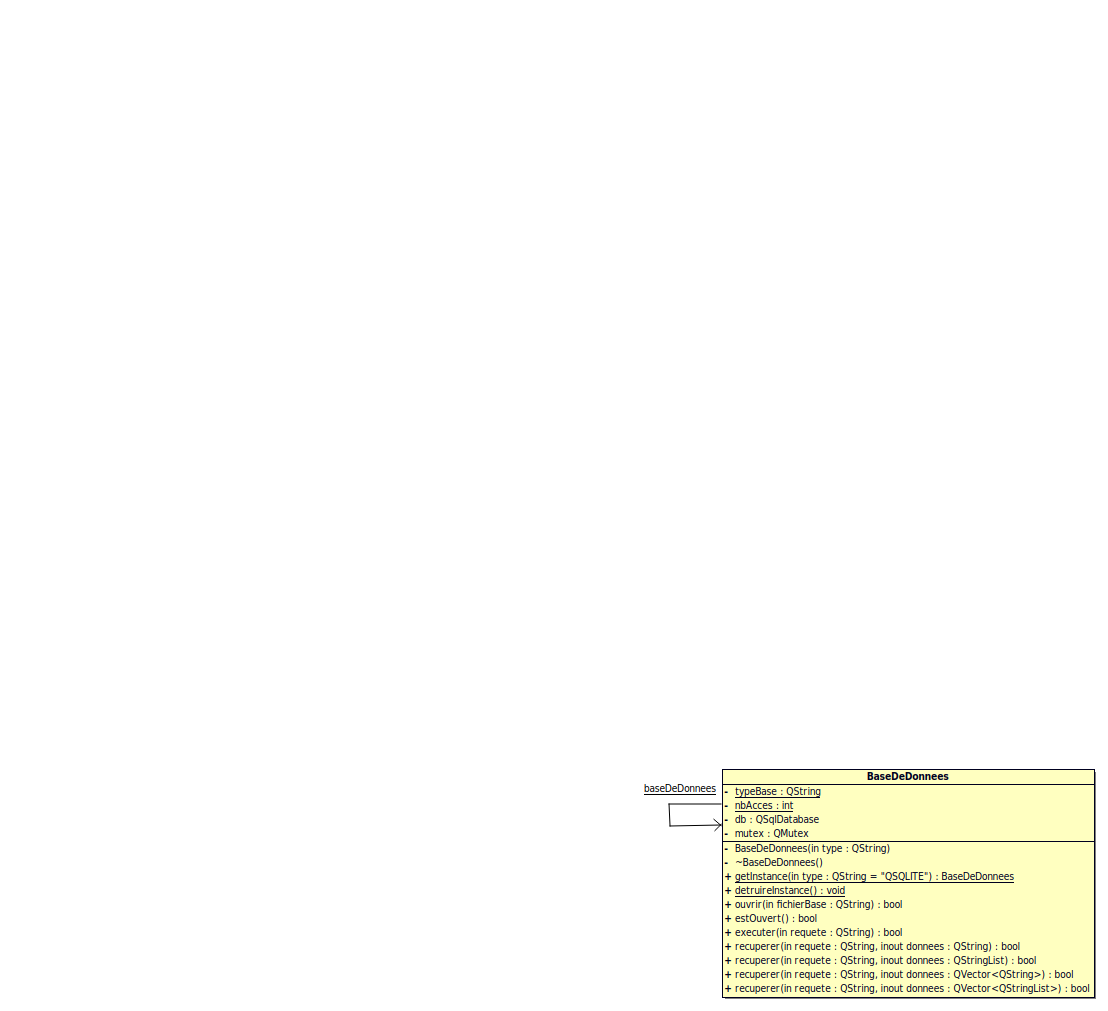 BaseDeDonnees
baseDeDonnees
- typeBase : QString
- nbAcces : int
- db : QSqlDatabase
- mutex : QMutex
- BaseDeDonnees(in type : QString)
- ~BaseDeDonnees()
+ getInstance(in type : QString = "QSQLITE") : BaseDeDonnees
+ detruireInstance() : void
+ ouvrir(in fichierBase : QString) : bool
+ estOuvert() : bool
+ executer(in requete : QString) : bool
+ recuperer(in requete : QString, inout donnees : QString) : bool
+ recuperer(in requete : QString, inout donnees : QStringList) : bool
+ recuperer(in requete : QString, inout donnees : QVector<QString>) : bool
+ recuperer(in requete : QString, inout donnees : QVector<QStringList>) : bool